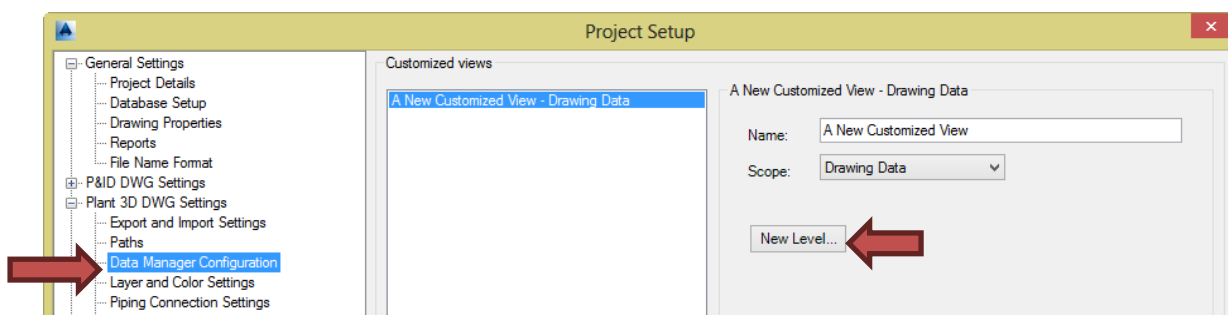 Project Setup
General Settings
Project Details
Database Setup
Drawing Properties
Reports
File Name Format
P&ID DWG Settings
Plant 3D DWG Settings
Export and Import Settings
Paths
Data Manager Configuration
Layer and Color Settings
Piping Connection Settings
Customized views
A New Customized View - Drawing Data
A New Customized View - Drawing Data
Name: A New Customized View
Scope: Drawing Data
New Level...